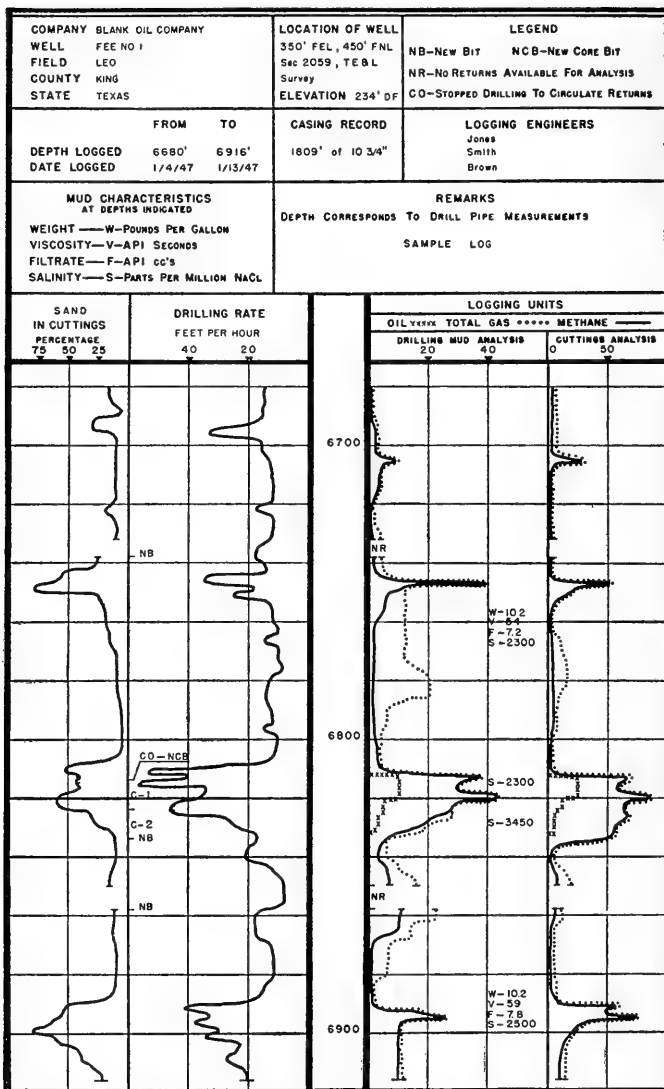 COMPANY BLANK OIL COMPANY
WELL FEE NO 1
FIELD LEO
COUNTY KING
STATE TEXAS
LOCATION OF WELL
350' FEL, 450' FNL
Sec 2059, TE&L
Survey
ELEVATION 234' DF
LEGEND
NB-NEW BIT NCB-NEW CORE BIT
NR-NO RETURNS AVAILABLE FOR ANALYSIS
CO-STOPPED DRILLING TO CIRCULATE RETURNS
FROM TO
DEPTH LOGGED 6680' 6916'
DATE LOGGED 1/4/47 1/13/47
CASING RECORD
1809' of 10 3/4"
LOGGING ENGINEERS
Jones
Smith
Brown
MUD CHARACTERISTICS
AT DEPTHS INDICATED
WEIGHT — W-POUNDS PER GALLON
VISCOSITY — V-API SECONDS
FILTRATE — F-API CC'S
SALINITY — S-PARTS PER MILLION NACL
REMARKS
DEPTH CORRESPONDS TO DRILL PIPE MEASUREMENTS
SAMPLE LOG
SAND
IN CUTTINGS
PERCENTAGE
75 50 25
DRILLING RATE
FEET PER HOUR
40 20
LOGGING UNITS
OIL xxxxx TOTAL GAS ••••• METHANE —
DRILLING MUD ANALYSIS
20 40
CUTTINGS ANALYSIS
0 50
6700
NB
NR
W-10.2
V-64
F-7.2
S-2300
6800
CO-NCB
C-1
C-2
NB
S-2300
S-3450
NR
NB
W-10.2
V-59
F-7.8
S-2500
6900